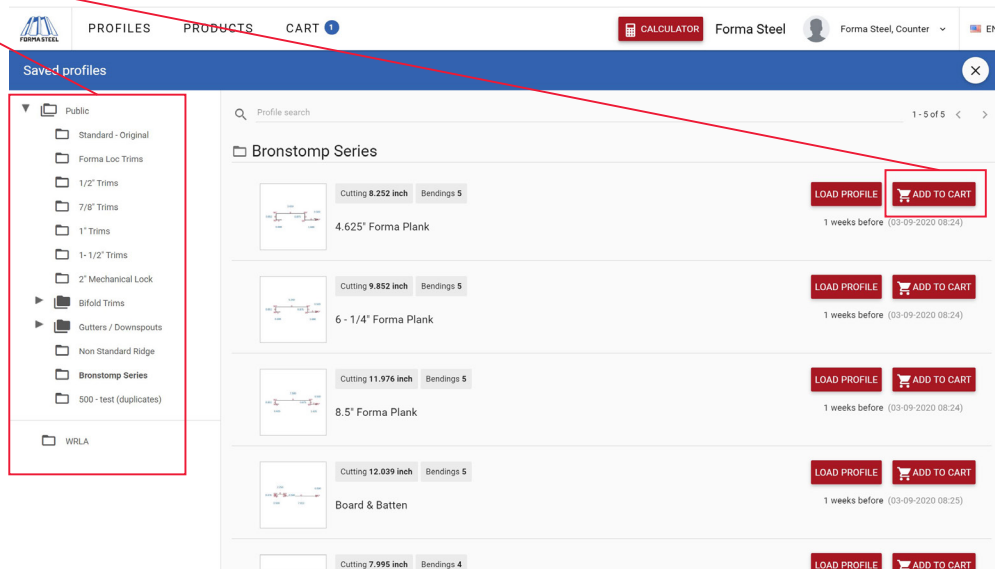 FORMA STEEL
PROFILES PRODUCTS CART 1 CALCULATOR Forma Steel Forma Steel, Counter EN
Saved profiles
Public
Standard - Original
Forma Loc Trims
1/2" Trims
7/8" Trims
1" Trims
1- 1/2" Trims
2" Mechanical Lock
Bifold Trims
Gutters / Downspouts
Non Standard Ridge
Bronstomp Series
500 - test (duplicates)
WRLA
Profile search 1 - 5 of 5
Bronstomp Series
Cutting 8.252 inch Bendings 5 LOAD PROFILE ADD TO CART
4.625" Forma Plank 1 weeks before (03-09-2020 08:24)
Cutting 9.852 inch Bendings 5 LOAD PROFILE ADD TO CART
6 - 1/4" Forma Plank 1 weeks before (03-09-2020 08:24)
Cutting 11.976 inch Bendings 5 LOAD PROFILE ADD TO CART
8.5" Forma Plank 1 weeks before (03-09-2020 08:24)
Cutting 12.039 inch Bendings 5 LOAD PROFILE ADD TO CART
Board & Batten 1 weeks before (03-09-2020 08:25)
Cutting 7.995 inch Bendings 4 LOAD PROFILE ADD TO CART